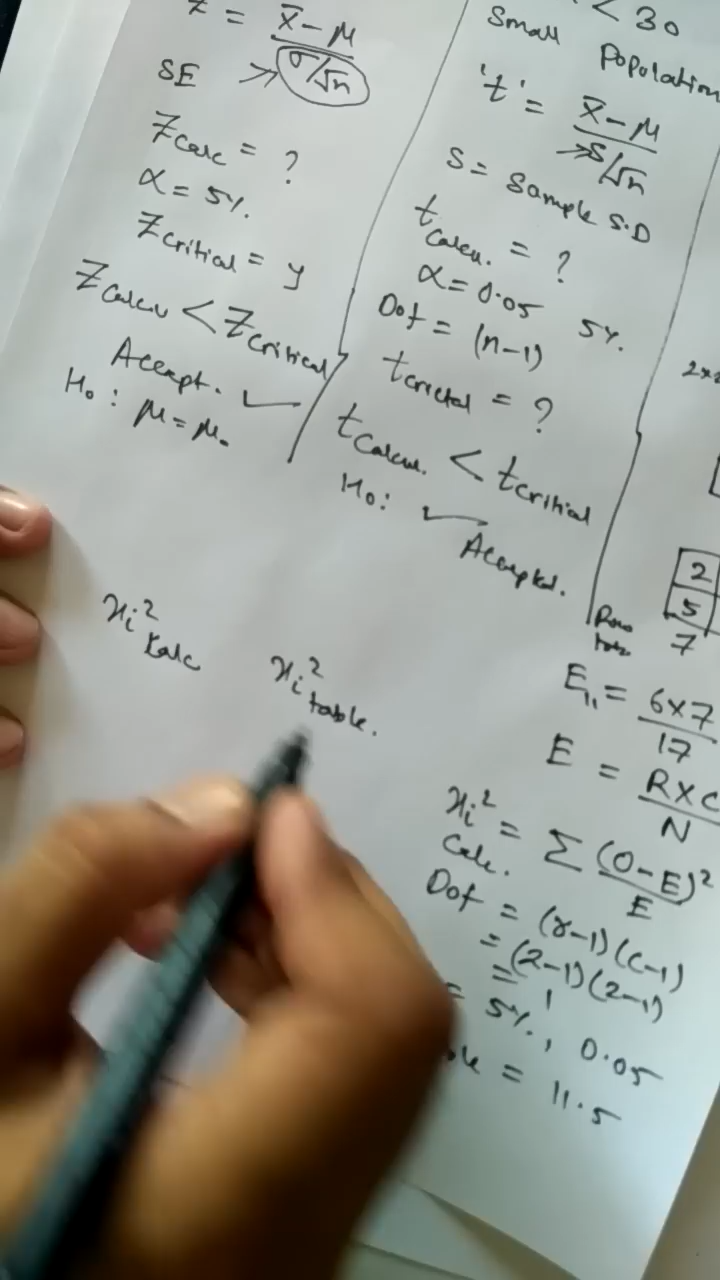 z = x̄ - μ / σ/√n
SE →
Zcalc = ?
α = 5%.
Zcritical = y
Zcalcu < Zcritical
Accept. ✓
H₀ : μ = μ₀
< 30
Small Population
't' = x̄ - μ / s/√n
S = Sample S.D
tcalcu. = ?
α = 0.05 5%.
Dof = (n-1)
tcrictal = ?
tcalcu. < tcritical
H₀: ✓
Accepted.
xi² calc
xi² table.
2
5
7
E₁₁ = 6×7 / 17
E = R×C / N
xi² calc. = Σ (O-E)² / E
Dof = (r-1)(c-1)
= (2-1)(2-1)
= 1
= 5%, 0.05
= 11.5